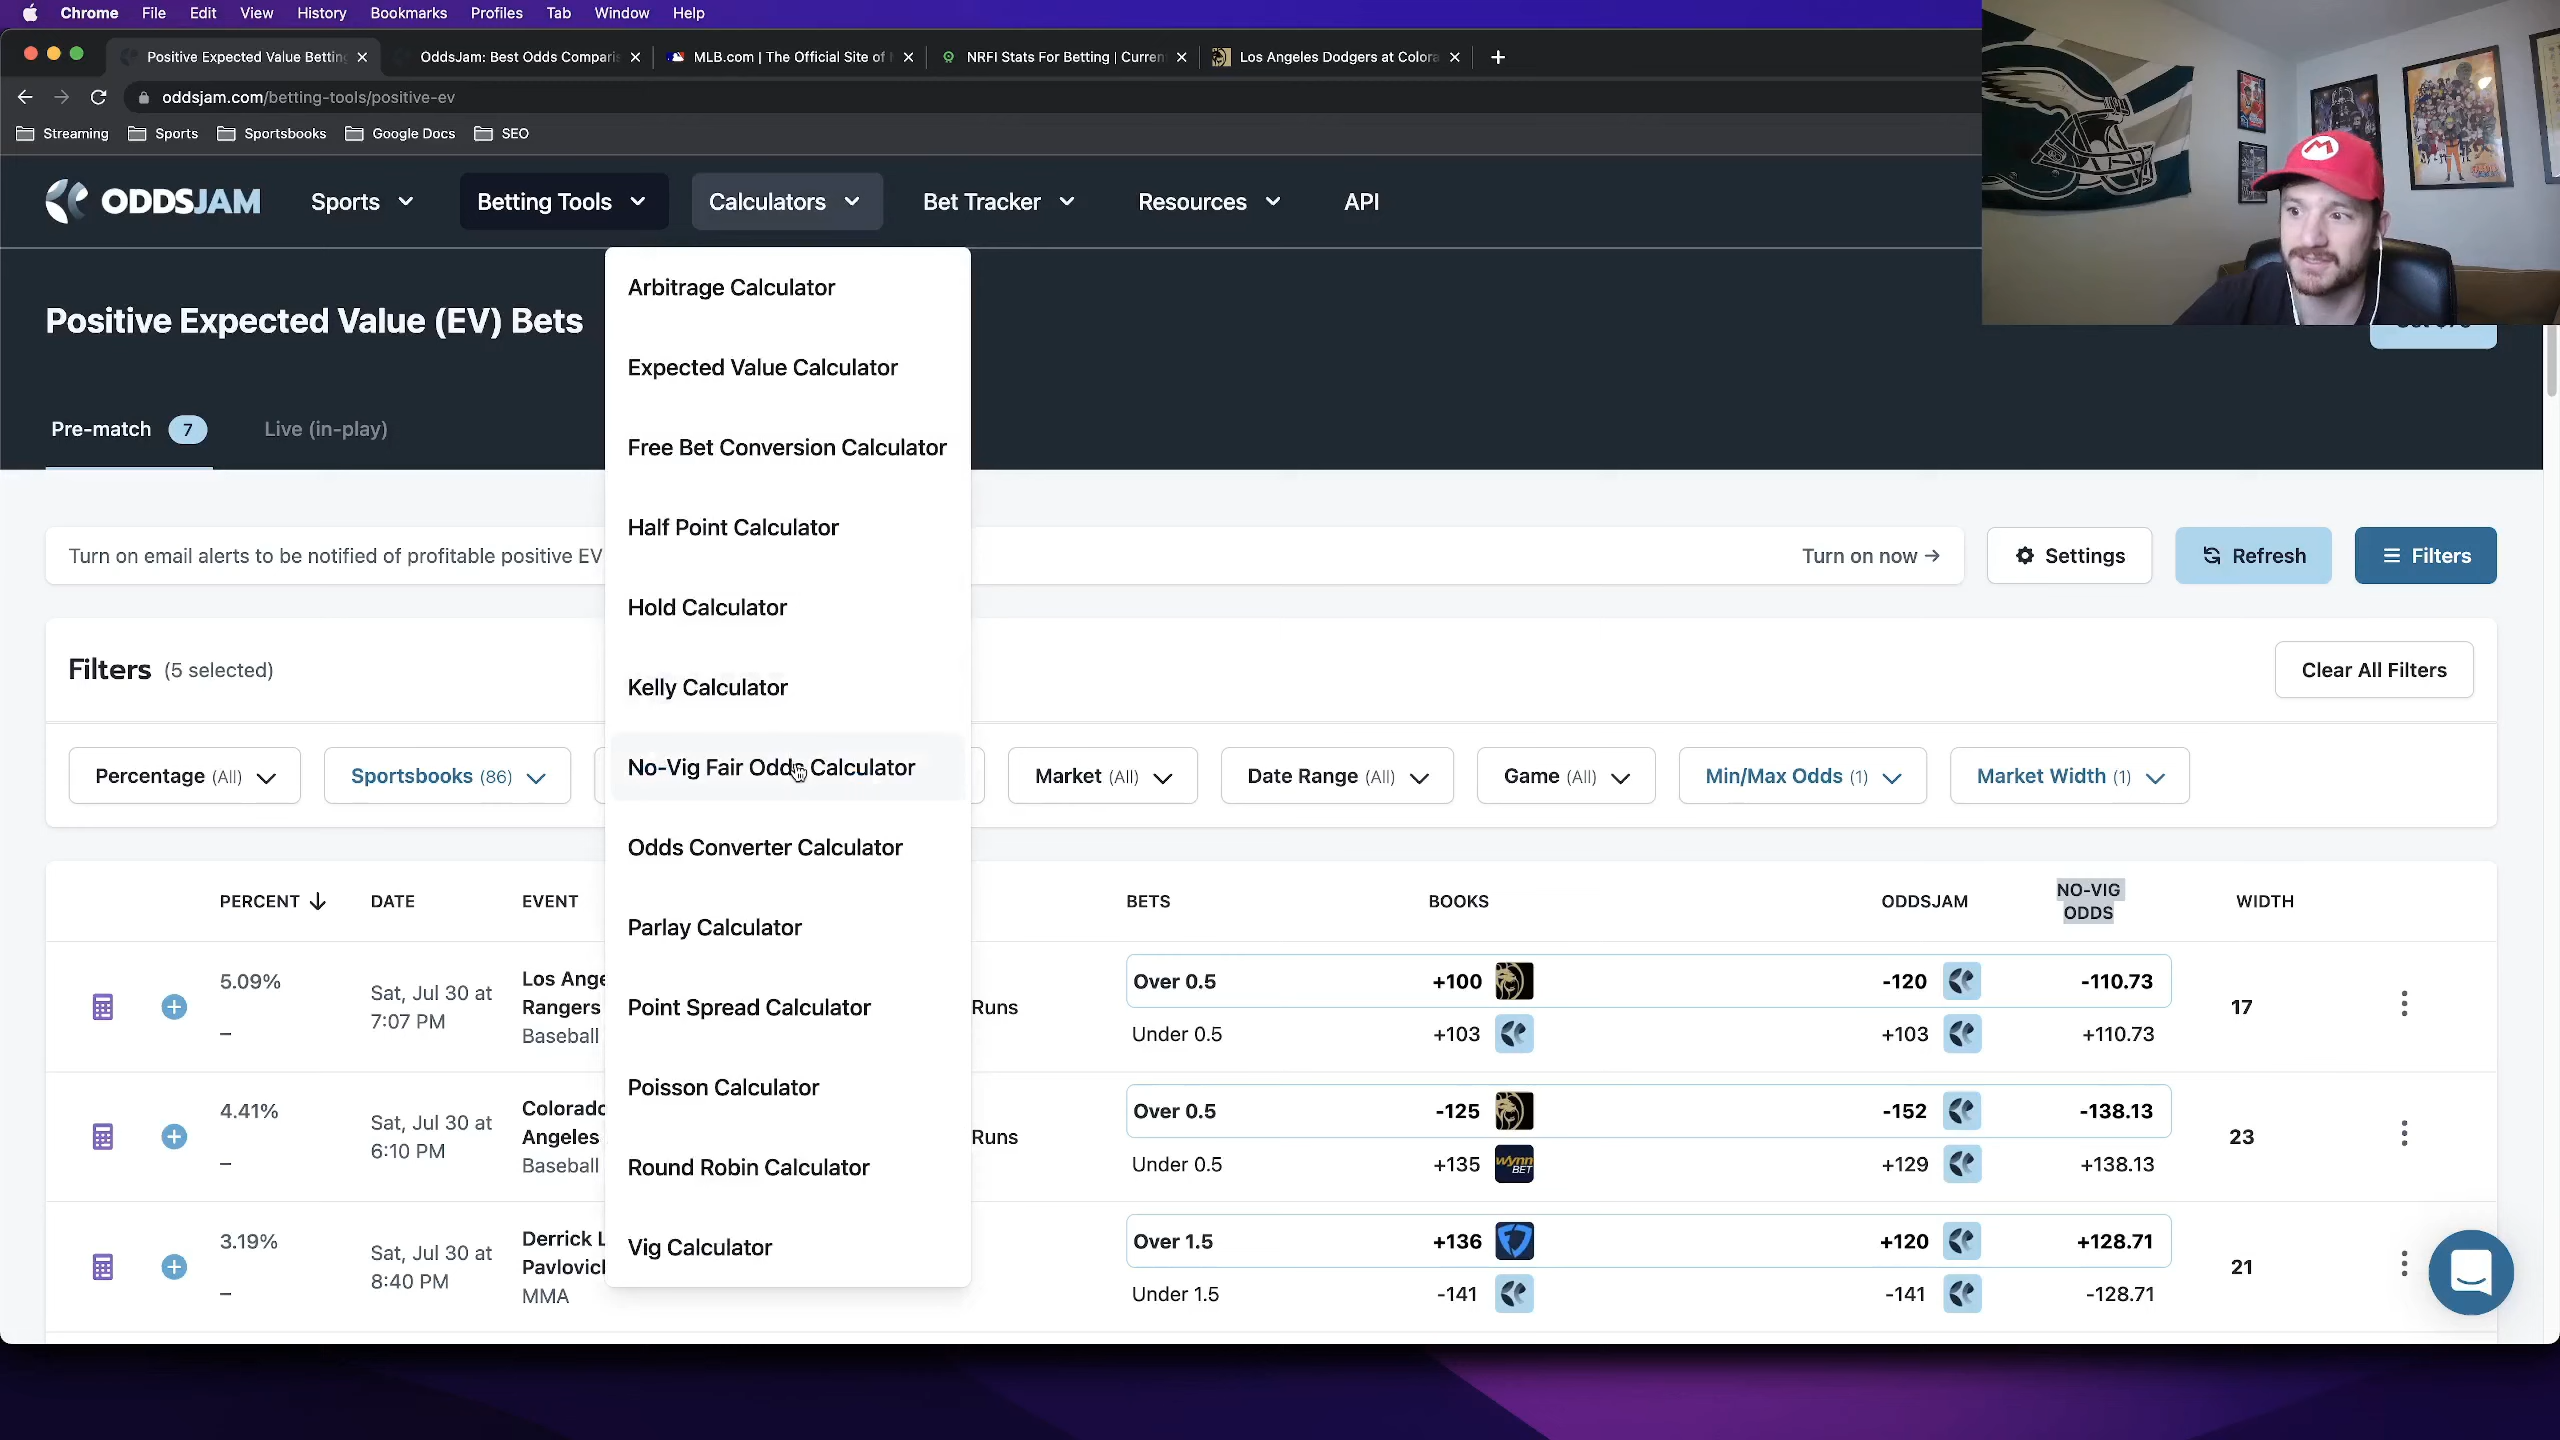 Chrome File Edit View History Bookmarks Profiles Tab Window Help
Positive Expected Value Betting
OddsJam: Best Odds Comparis
MLB.com | The Official Site of
NRFI Stats For Betting | Curren
Los Angeles Dodgers at Colora
oddsjam.com/betting-tools/positive-ev
Streaming Sports Sportsbooks Google Docs SEO
ODDSJAM Sports Betting Tools Calculators Bet Tracker Resources API
Arbitrage Calculator
Expected Value Calculator
Free Bet Conversion Calculator
Half Point Calculator
Hold Calculator
Kelly Calculator
No-Vig Fair Odds Calculator
Odds Converter Calculator
Parlay Calculator
Point Spread Calculator
Poisson Calculator
Round Robin Calculator
Vig Calculator
Positive Expected Value (EV) Bets
Pre-match 7 Live (in-play)
Turn on email alerts to be notified of profitable positive EV
Turn on now → Settings Refresh Filters
Filters (5 selected) Clear All Filters
Percentage (All) Sportsbooks (86) Market (All) Date Range (All) Game (All) Min/Max Odds (1) Market Width (1)
PERCENT ↓ DATE EVENT BETS BOOKS ODDSJAM NO-VIG ODDS WIDTH
5.09% Sat, Jul 30 at 7:07 PM Los Ange Rangers Baseball Runs
Over 0.5 +100 -120 -110.73
Under 0.5 +103 +103 +110.73
17
–
4.41% Sat, Jul 30 at 6:10 PM Colorado Angeles Baseball Runs
Over 0.5 -125 -152 -138.13
Under 0.5 +135 wynn BET +129 +138.13
23
–
3.19% Sat, Jul 30 at 8:40 PM Derrick L Pavlovich MMA
Over 1.5 +136 +120 +128.71
Under 1.5 -141 -141 -128.71
21
–